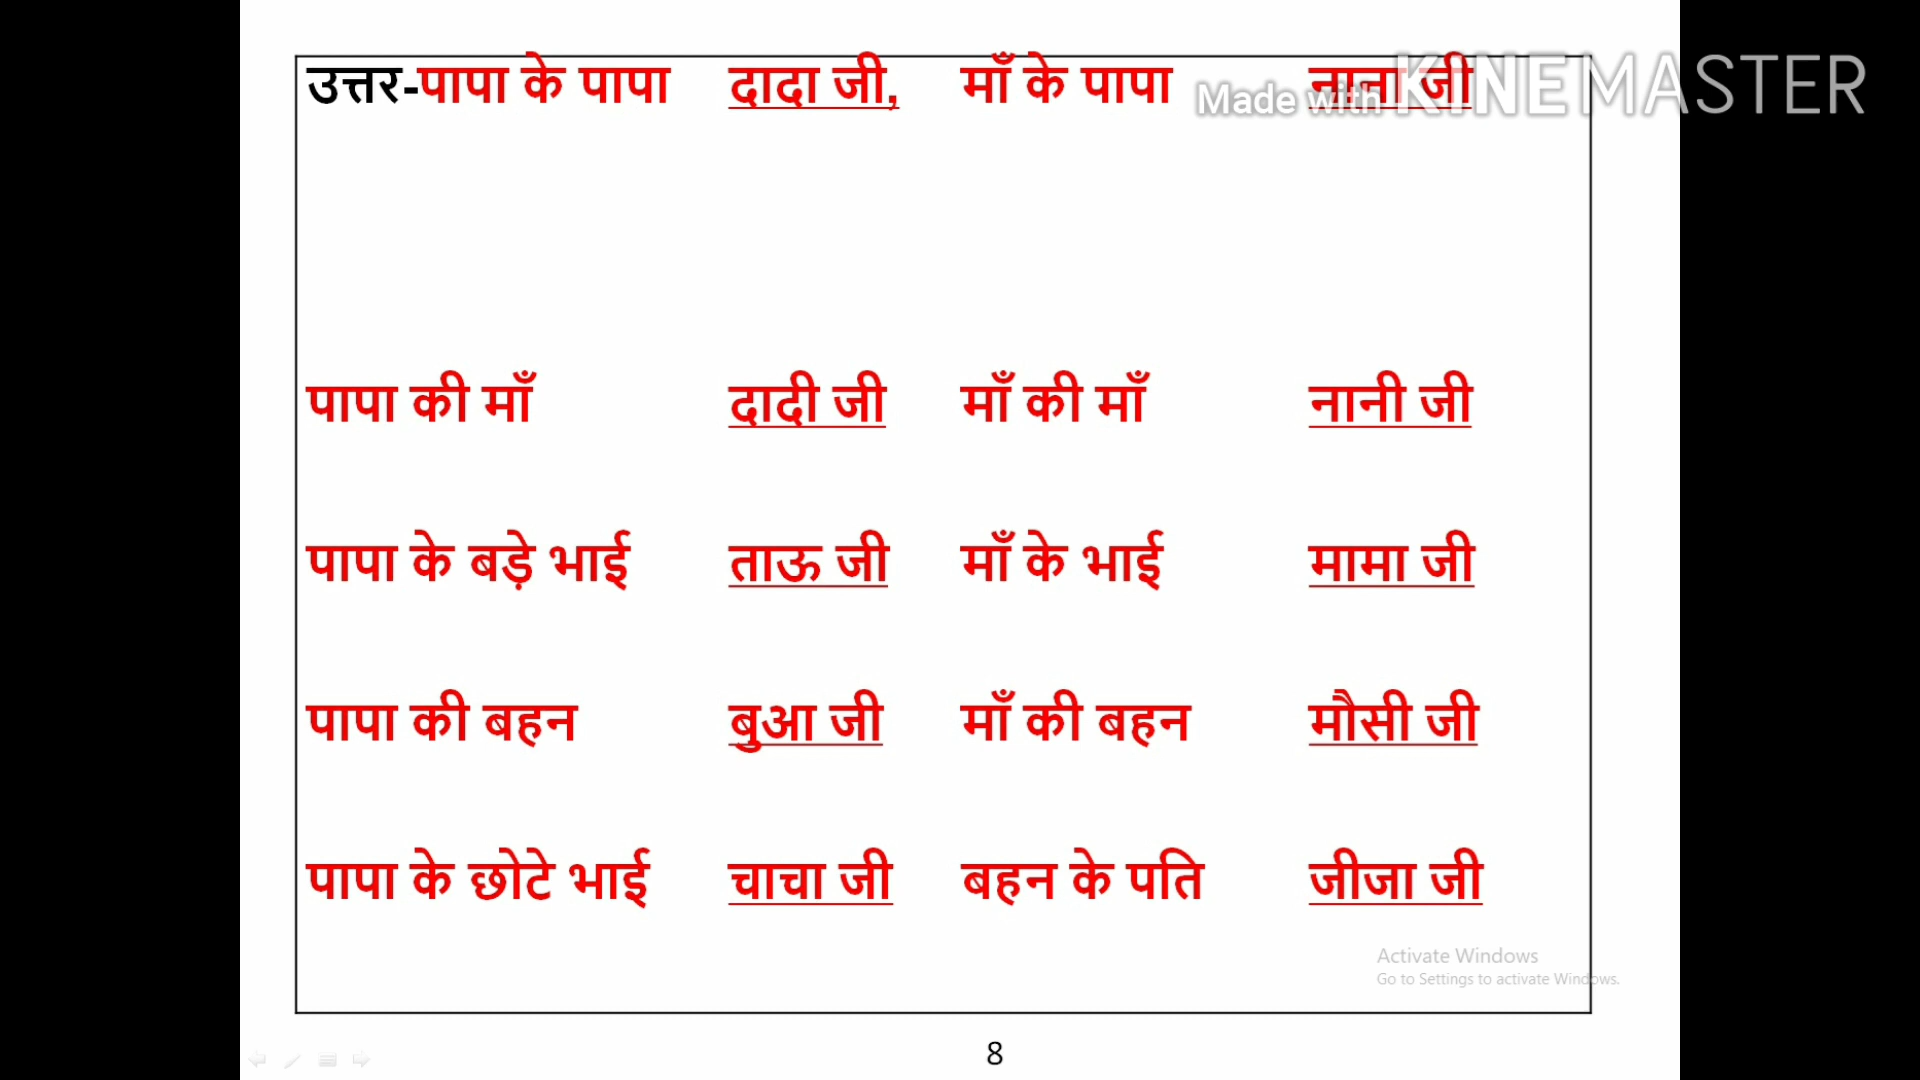 उत्तर-पापा के पापा दादा जी, माँ के पापा नाना जी
Made with KINEMASTER
पापा की माँ दादी जी माँ की माँ नानी जी
पापा के बड़े भाई ताऊ जी माँ के भाई मामा जी
पापा की बहन बुआ जी माँ की बहन मौसी जी
पापा के छोटे भाई चाचा जी बहन के पति जीजा जी
Activate Windows
Go to Settings to activate Windows.
8